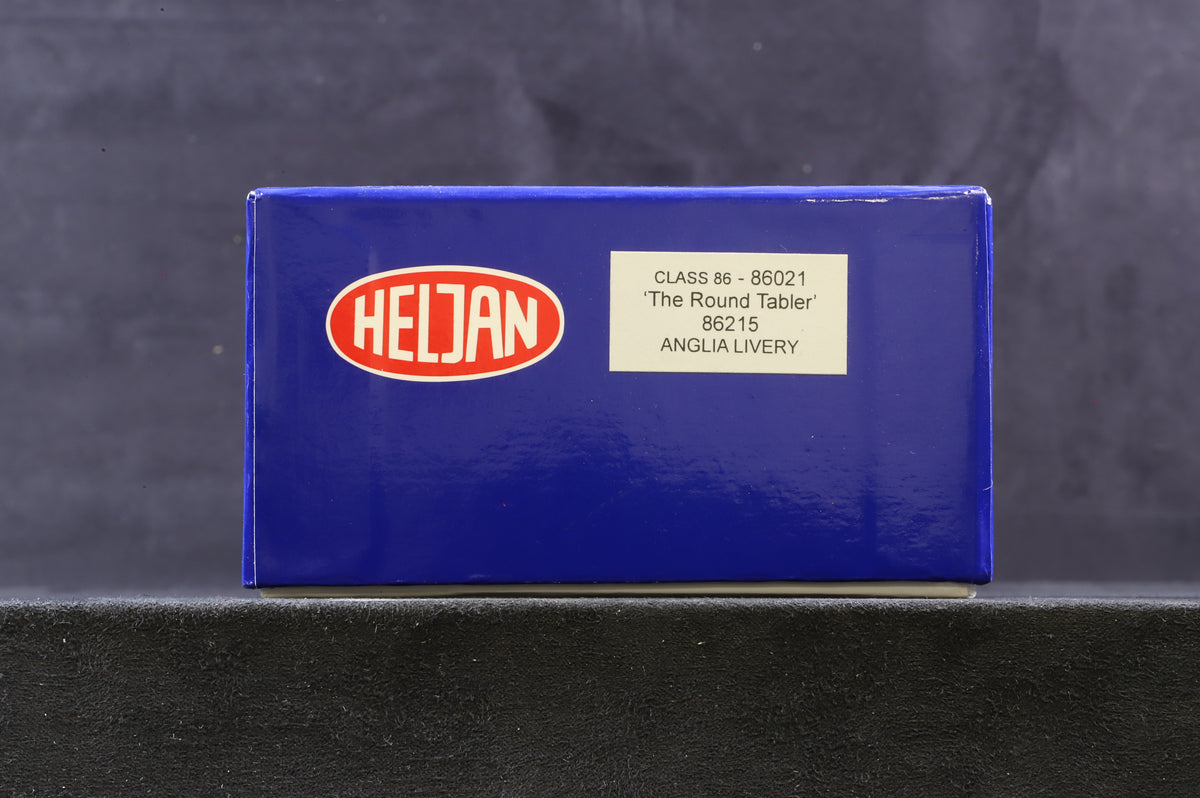 HELJAN
CLASS 86 - 86021
‘The Round Tabler’
86215
ANGLIA LIVERY